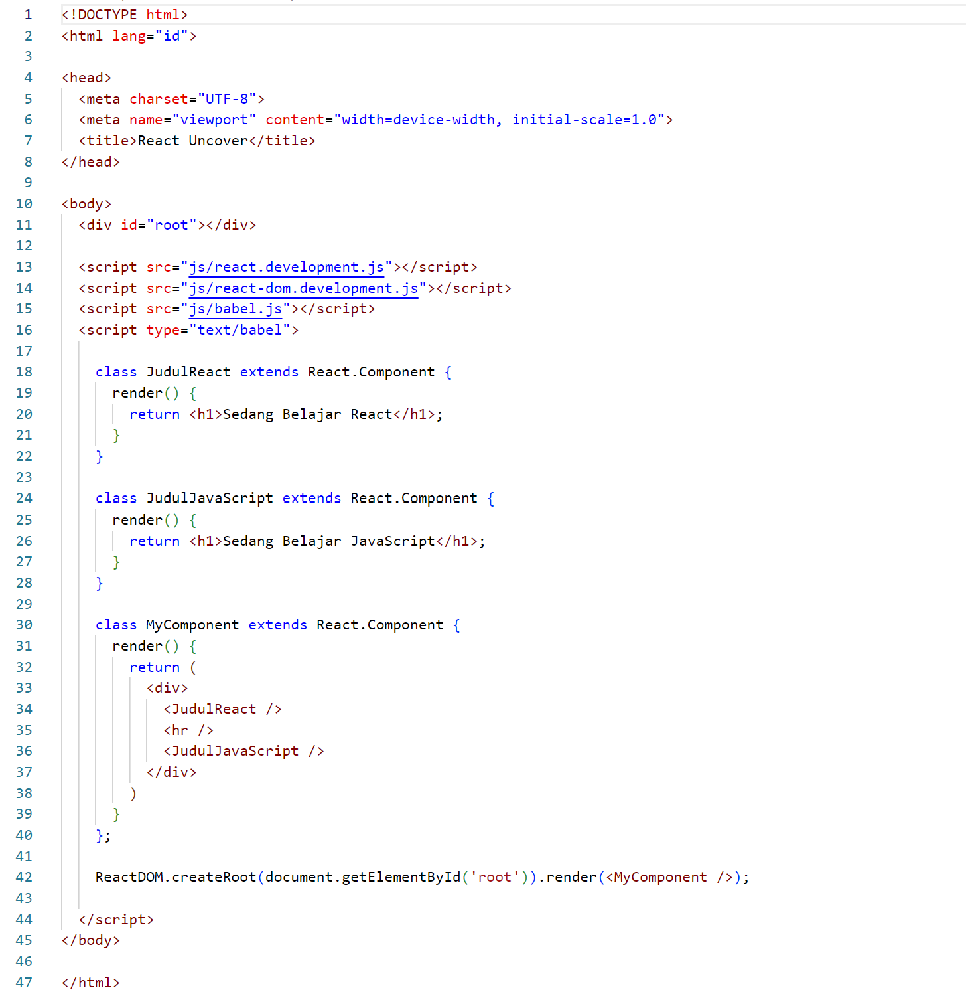 1 <!DOCTYPE html>
2 <html lang="id">
3
4 <head>
5   <meta charset="UTF-8">
6   <meta name="viewport" content="width=device-width, initial-scale=1.0">
7   <title>React Uncover</title>
8 </head>
9
10 <body>
11   <div id="root"></div>
12
13   <script src="js/react.development.js"></script>
14   <script src="js/react-dom.development.js"></script>
15   <script src="js/babel.js"></script>
16   <script type="text/babel">
17
18     class JudulReact extends React.Component {
19       render() {
20         return <h1>Sedang Belajar React</h1>;
21       }
22     }
23
24     class JudulJavaScript extends React.Component {
25       render() {
26         return <h1>Sedang Belajar JavaScript</h1>;
27       }
28     }
29
30     class MyComponent extends React.Component {
31       render() {
32         return (
33           <div>
34             <JudulReact />
35             <hr />
36             <JudulJavaScript />
37           </div>
38         )
39       }
40     };
41
42     ReactDOM.createRoot(document.getElementById('root')).render(<MyComponent />);
43
44   </script>
45 </body>
46
47 </html>